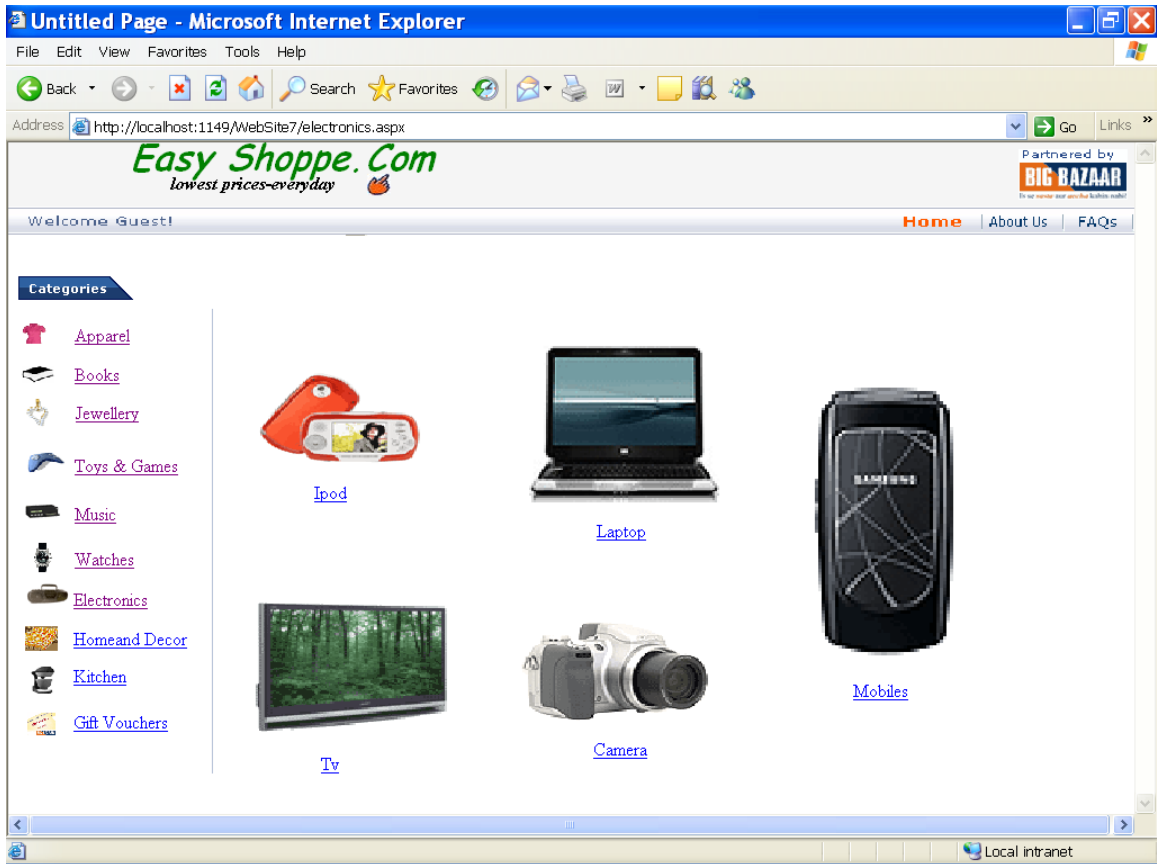 Untitled Page - Microsoft Internet Explorer
File Edit View Favorites Tools Help
Back Search Favorites
Address http://localhost:1149/WebSite7/electronics.aspx Go Links »
Easy Shoppe.Com
lowest prices-everyday
Partnered by
BIG BAZAAR
Welcome Guest! Home | About Us | FAQs |
Categories
Apparel
Books
Jewellery
Toys & Games
Music
Watches
Electronics
Homeand Decor
Kitchen
Gift Vouchers
Ipod
Laptop
SAMSUNG
Mobiles
Tv
Camera
Local intranet